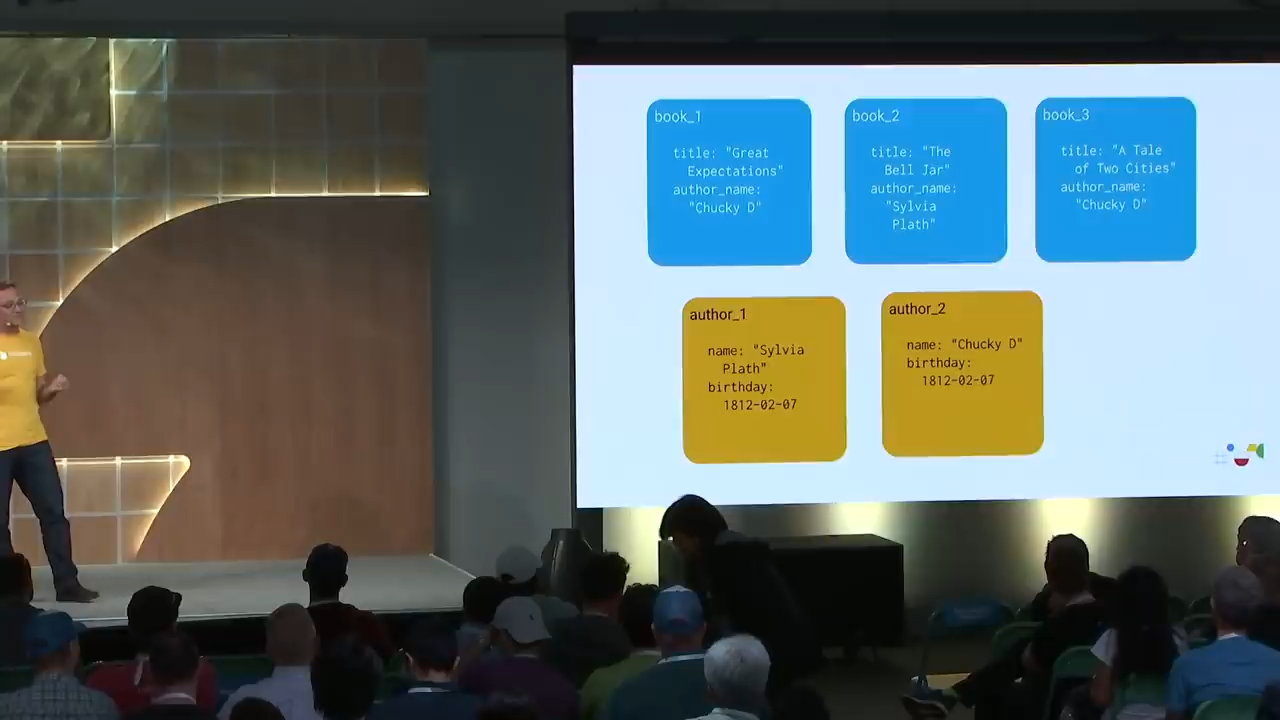 book_1
title: "Great
Expectations"
author_name:
"Chucky D"
book_2
title: "The
Bell Jar"
author_name:
"Sylvia
Plath"
book_3
title: "A Tale
of Two Cities"
author_name:
"Chucky D"
author_1
name: "Sylvia
Plath"
birthday:
1812-02-07
author_2
name: "Chucky D"
birthday:
1812-02-07